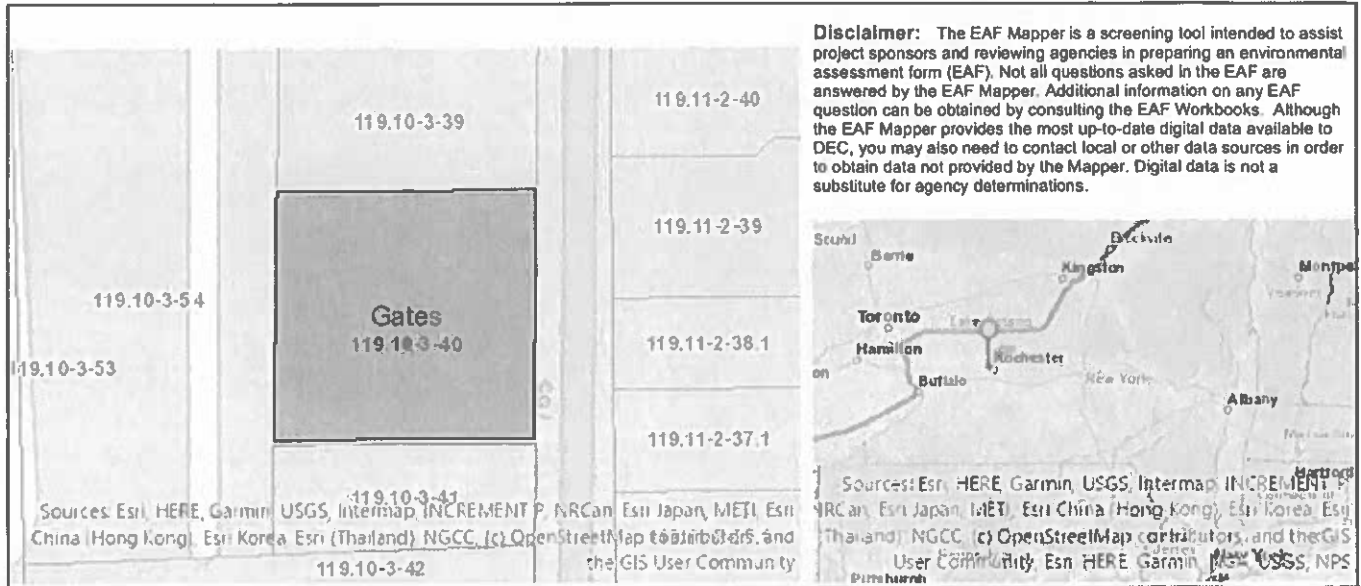 Disclaimer: The EAF Mapper is a screening tool intended to assist
project sponsors and reviewing agencies in preparing an environmental
assessment form (EAF). Not all questions asked in the EAF are
answered by the EAF Mapper. Additional information on any EAF
question can be obtained by consulting the EAF Workbooks. Although
the EAF Mapper provides the most up-to-date digital data available to
DEC, you may also need to contact local or other data sources in order
to obtain data not provided by the Mapper. Digital data is not a
substitute for agency determinations.
119.10-3-39
119.11-2-40
119.11-2-39
119.10-3-54
Gates
119.10-3-40
119.11-2-38.1
119.10-3-53
119.11-2-37.1
119.10-3-41
Sources: Esri, HERE, Garmin, USGS, Intermap, INCREMENT P, NRCan, Esri Japan, METI, Esri
China (Hong Kong), Esri Korea, Esri (Thailand), NGCC, (c) OpenStreetMap contributors, and
the GIS User Community
119.10-3-42
Barrie
Kingston
Toronto
Hamilton
Rochester
Buffalo
New York
Albany
Hartford
Sources: Esri, HERE, Garmin, USGS, Intermap, INCREMENT P,
NRCan, Esri Japan, METI, Esri China (Hong Kong), Esri Korea, Esri
(Thailand), NGCC, (c) OpenStreetMap contributors, and the GIS
User Community, Esri, HERE, Garmin, USGS, NPS
New York